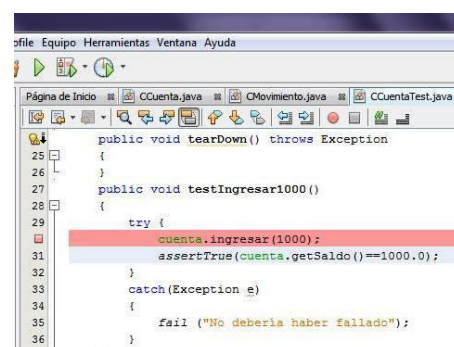 ofile Equipo Herramientas Ventana Ayuda
Página de Inicio CCuenta.java CMovimiento.java CCuentaTest.java
public void tearDown() throws Exception
25 {
26 }
27 public void testIngresar1000()
28 {
29 try {
cuenta.ingresar(1000);
31 assertTrue(cuenta.getSaldo()==1000.0);
32 }
33 catch(Exception e)
34 {
35 fail ("No debería haber fallado");
36 }